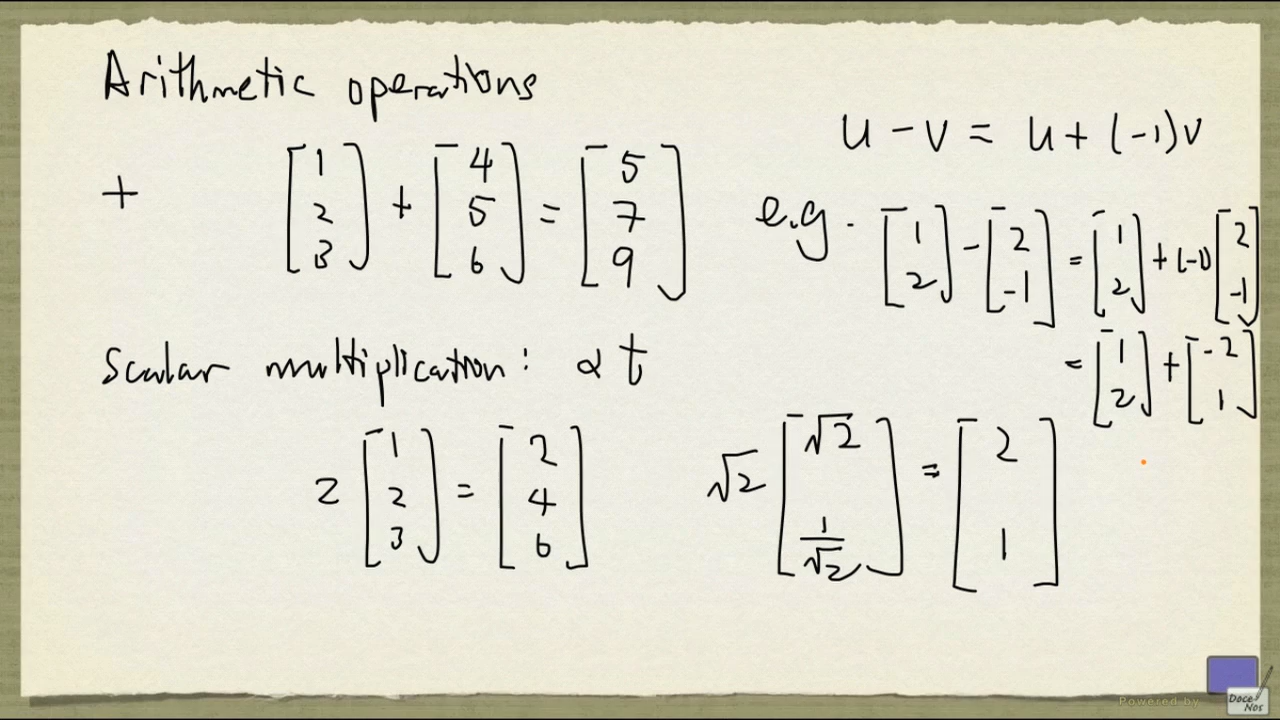 Arithmetic operations
+ [1 2 3] + [4 5 6] = [5 7 9]
Scalar multiplication: α t
2 [1 2 3] = [2 4 6]
u - v = u + (-1)v
e.g. [1 2] - [2 -1] = [1 2] + (-1) [2 -1]
= [1 2] + [-2 1]
√2 [√2 1/√2] = [2 1]
Powered by
Doce Nos